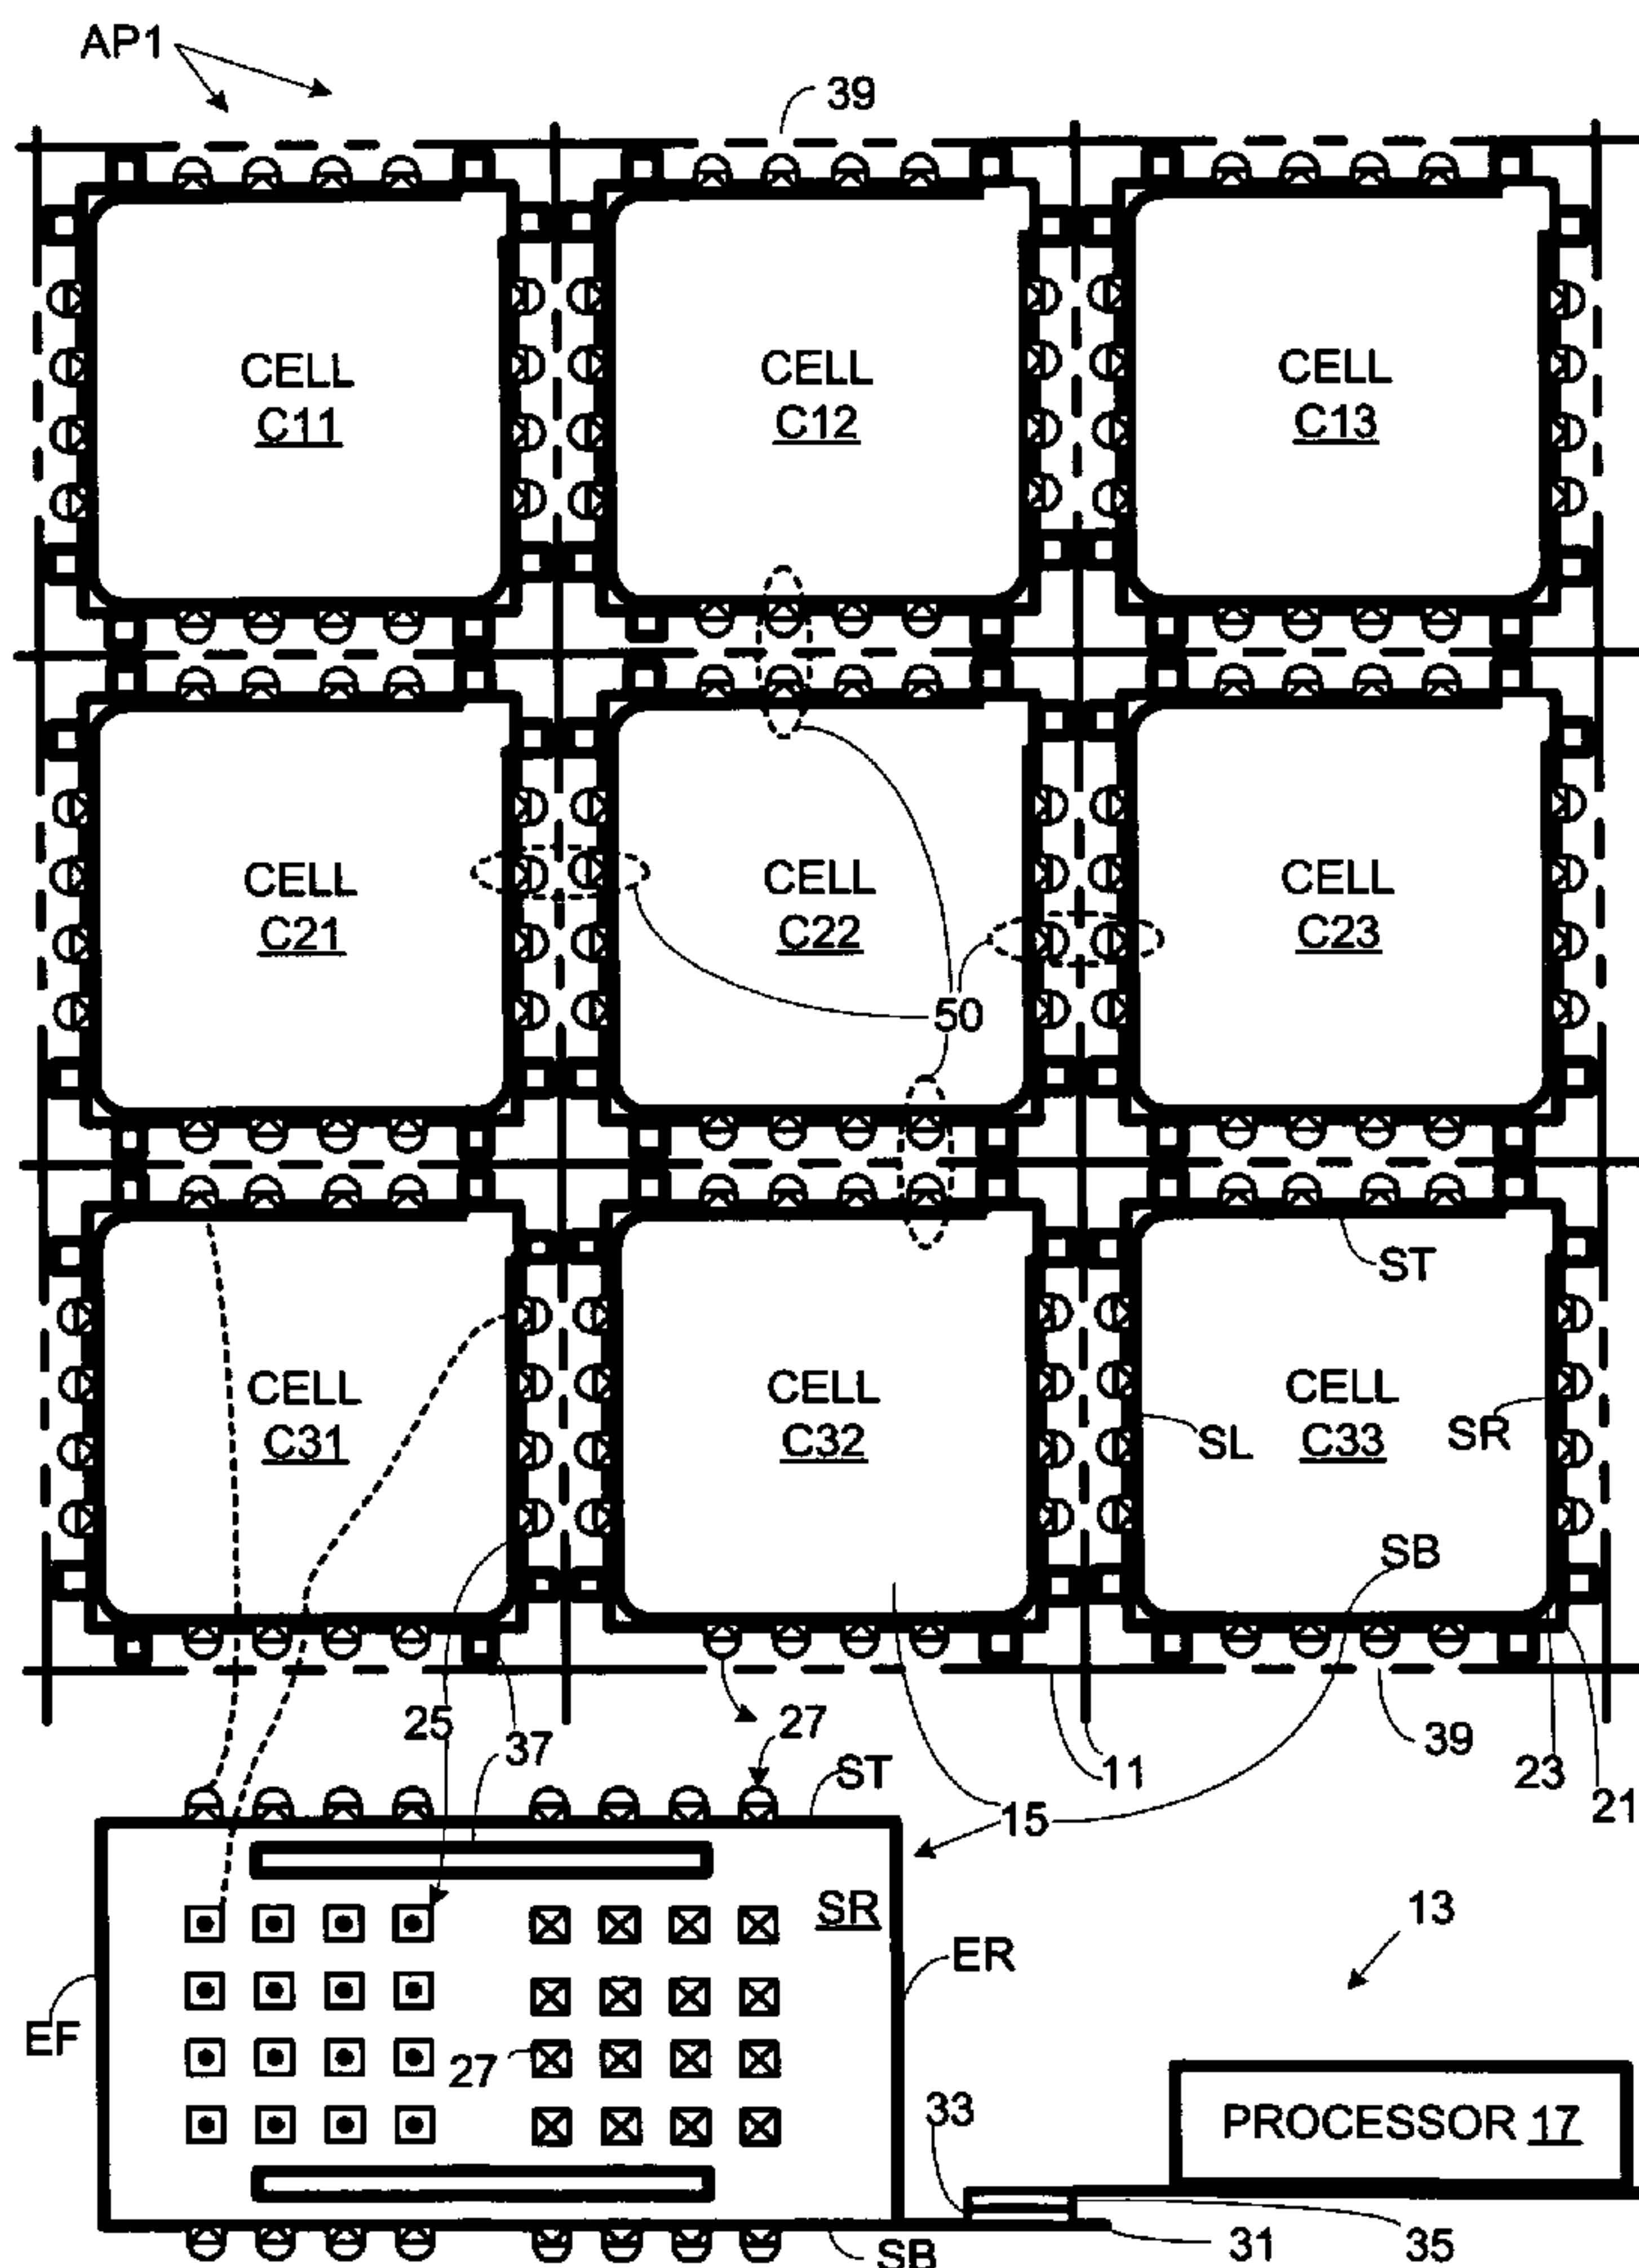 AP1
39
CELL
C11
CELL
C12
CELL
C13
CELL
C21
CELL
C22
CELL
C23
50
ST
CELL
C31
CELL
C32
SL
CELL
C33
SR
SB
25
37
27
39
11
23
21
ST
15
SR
13
ER
EF
27
33
PROCESSOR 17
SB
31
35